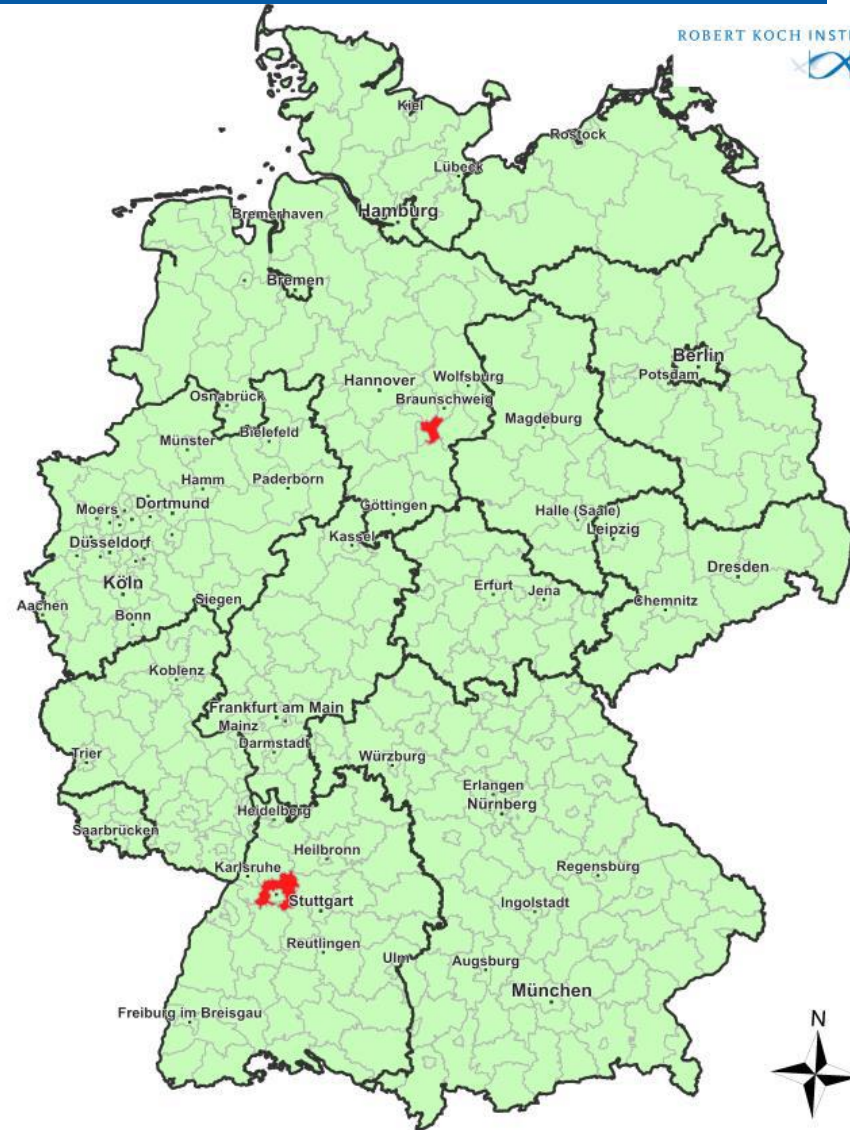 ROBERT KOCH
Kiel
Rostock
Lübeck
Hamburg
Bremerhaven
Bremen
Berlin
Potsdam
Hannover
Wolfsburg
Braunschweig
Magdeburg
Osnabrück
Bielefeld
Münster
Hamm
Paderborn
Göttingen
Moers
Dortmund
Halle (Saale)
Leipzig
Kassel
Düsseldorf
Dresden
Köln
Erfurt
Jena
Chemnitz
Aachen
Siegen
Bonn
Koblenz
Frankfurt am Main
Mainz
Darmstadt
Trier
Würzburg
Erlangen
Nürnberg
Heidelberg
Saarbrücken
Heilbronn
Karlsruhe
Regensburg
Stuttgart
Ingolstadt
Reutlingen
Ulm
Augsburg
München
Freiburg im Breisgau
N